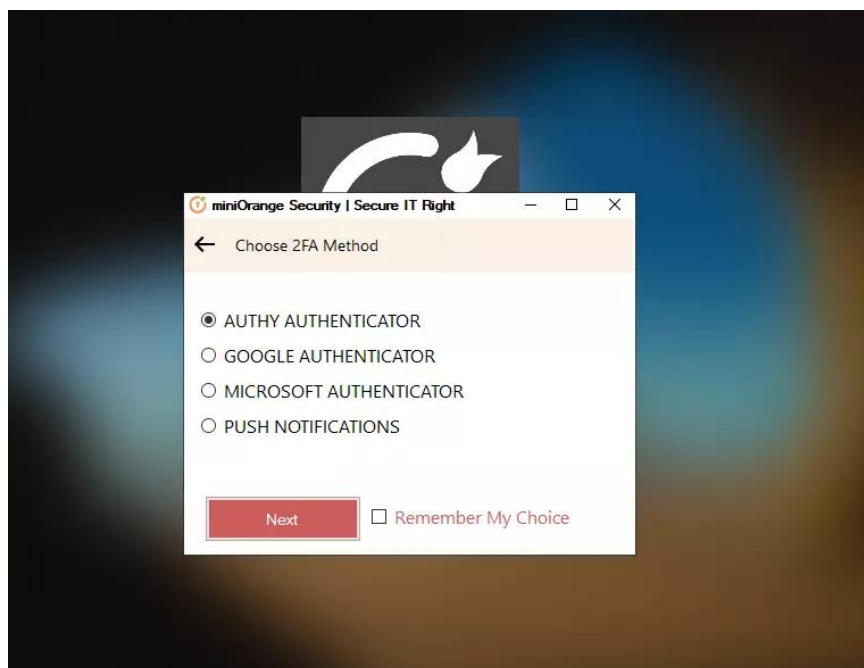 miniOrange Security | Secure IT Right
Choose 2FA Method
AUTHY AUTHENTICATOR
GOOGLE AUTHENTICATOR
MICROSOFT AUTHENTICATOR
PUSH NOTIFICATIONS
Next
Remember My Choice